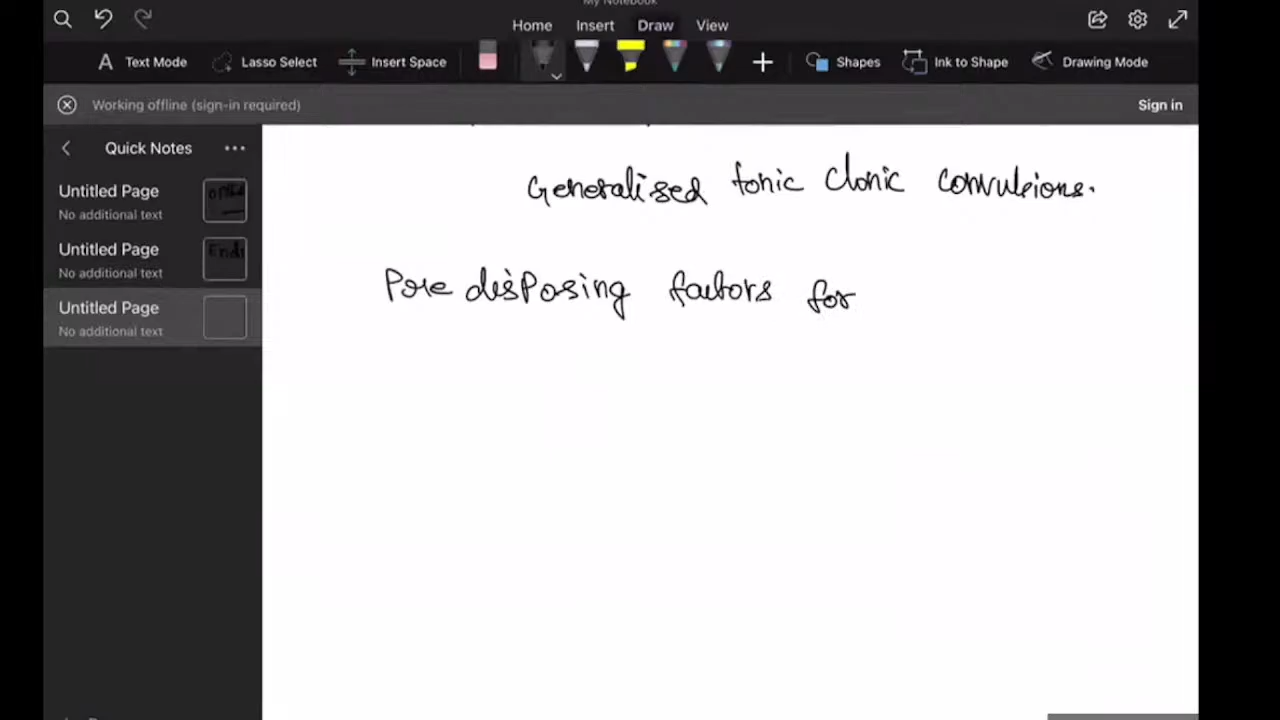 My Notebook
Home Insert Draw View
Text Mode Lasso Select Insert Space Shapes Ink to Shape Drawing Mode
Working offline (sign-in required) Sign in
Quick Notes
Untitled Page
No additional text
Untitled Page
No additional text
Untitled Page
No additional text
Generalised tonic clonic convulsions.
Pre disposing factors for